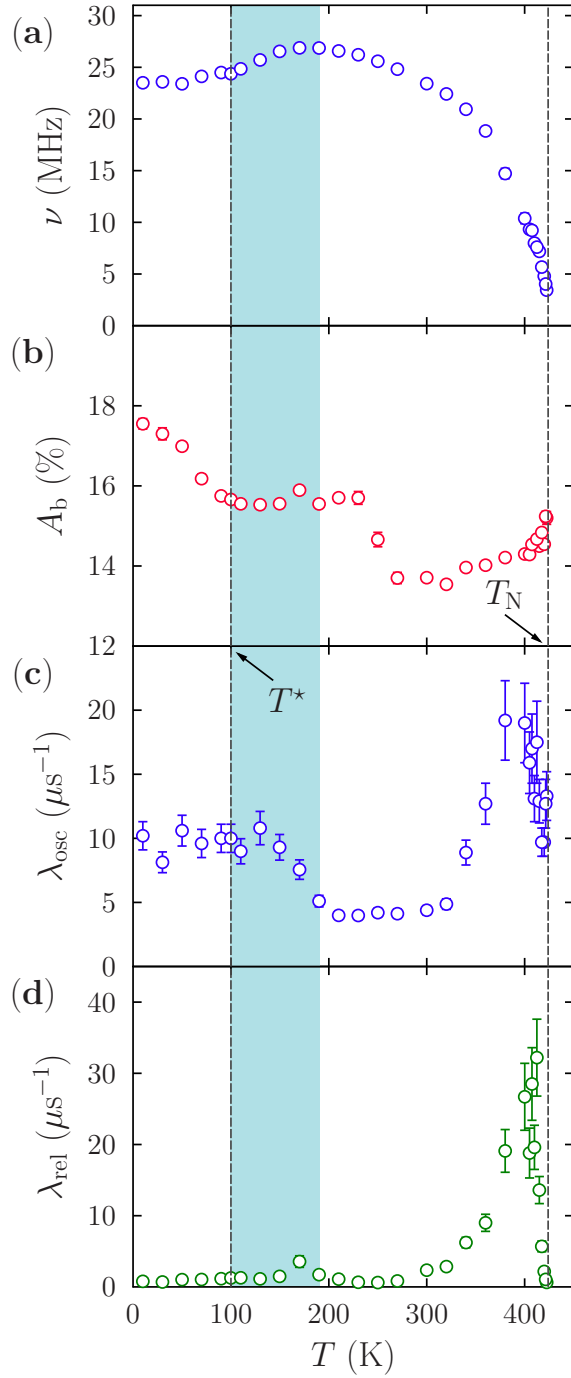 (a)
30
25
20
15
10
5
0
ν (MHz)
(b)
18
16
14
12
A_b (%)
T_N
T⋆
(c)
20
15
10
5
0
λ_osc (μs⁻¹)
(d)
40
30
20
10
0
λ_rel (μs⁻¹)
0 100 200 300 400
T (K)